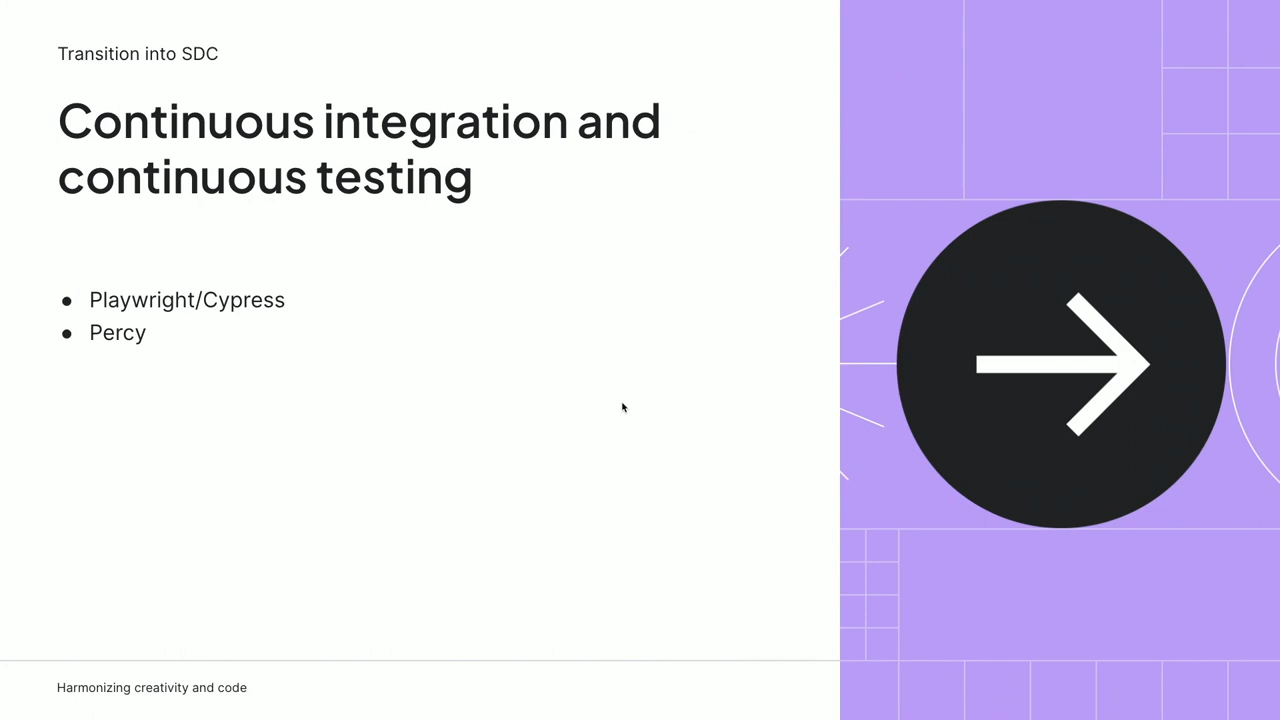 Transition into SDC
Continuous integration and
continuous testing
● Playwright/Cypress
● Percy
Harmonizing creativity and code